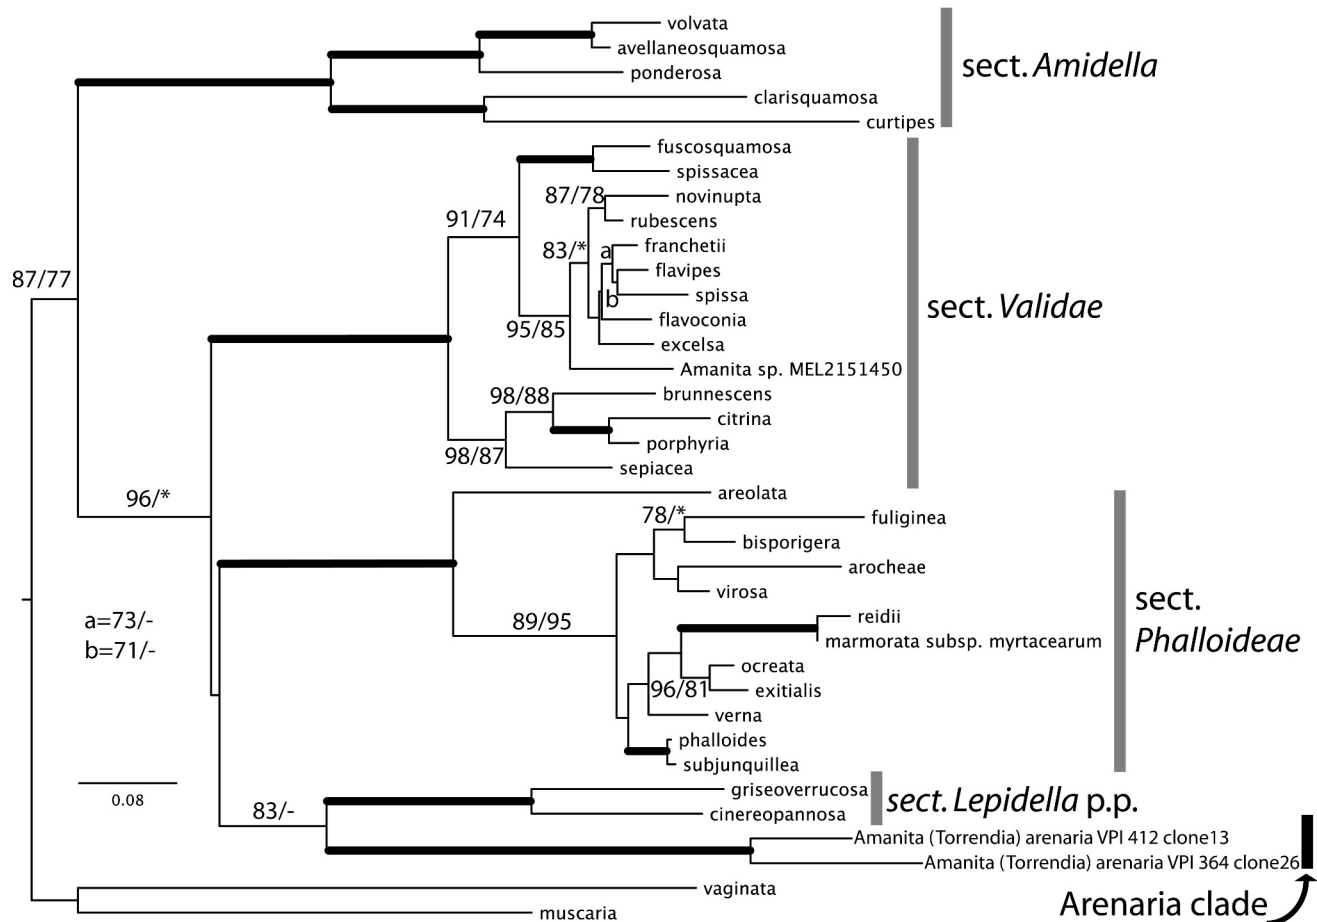 volvata
avellaneosquamosa
ponderosa
sect. Amidella
clarisquamosa
curtipes
fuscosquamosa
spissacea
87/78
novinupta
91/74
rubescens
83/*
a
franchetii
flavipes
87/77
b
spissa
sect. Validae
95/85
flavoconia
excelsa
Amanita sp. MEL2151450
98/88
brunnescens
citrina
porphyria
98/87
sepiacea
96/*
areolata
78/*
fuliginea
bisporigera
arocheae
virosa
sect.
Phalloideae
a=73/-
b=71/-
89/95
reidii
marmorata subsp. myrtacearum
ocreata
96/81
exitialis
verna
phalloides
subjunquillea
0.08
griseoverrucosa
83/-
cinereopannosa
sect. Lepidella p.p.
Amanita (Torrendia) arenaria VPI 412 clone13
Amanita (Torrendia) arenaria VPI 364 clone26
vaginata
Arenaria clade
muscaria